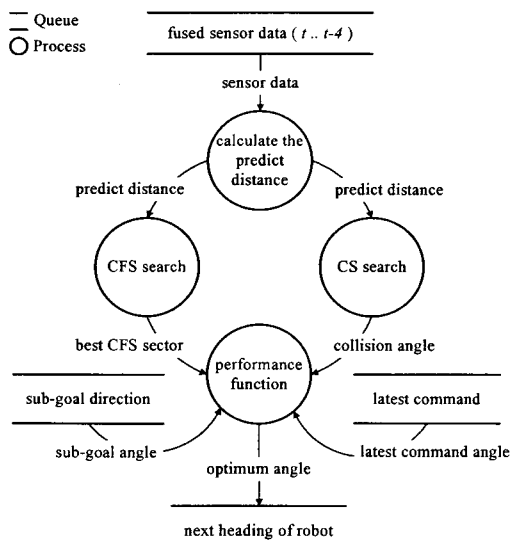 Queue
Process
fused sensor data ( t .. t-4 )
sensor data
calculate the
predict
distance
predict distance
predict distance
CFS search
CS search
best CFS sector
collision angle
performance
function
sub-goal direction
latest command
sub-goal angle
latest command angle
optimum angle
next heading of robot